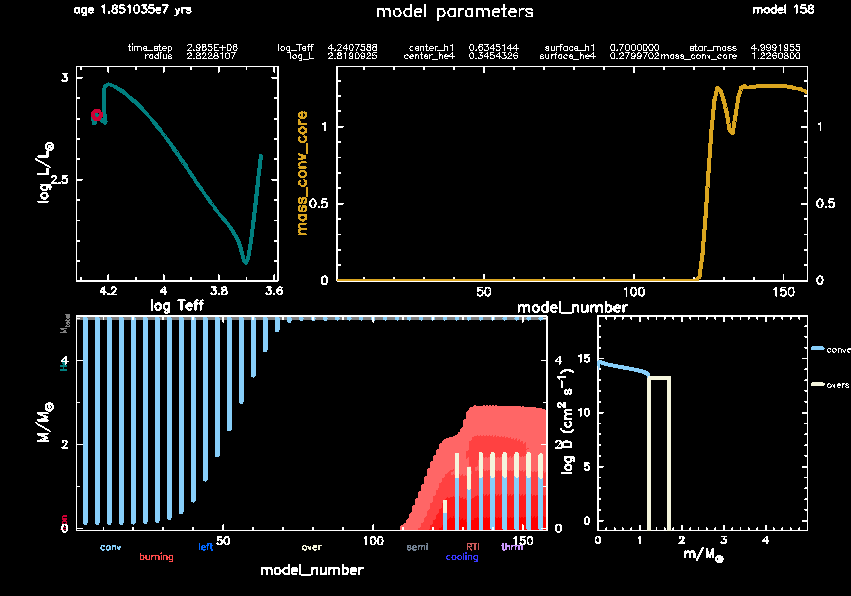 age 1.851035e7 yrs model parameters model 158
time_step 2.985E+06 log_Teff 4.2407588 center_h1 0.6345144 surface_h1 0.7000000 star_mass 4.9991955
radius 2.8228107 log_L 2.8190925 center_he4 0.3454326 surface_he4 0.2799702 mass_conv_core 1.2260800
3
2.5
log L/L☉
4.2 4 3.8 3.6
log Teff
mass_conv_core
1
0.5
0
1
0.5
0
50 100 150
model_number
M/M☉
4
2
0
4
2
0
50 100 150
conv left over semi RTI thrm
burning cooling
model_number
log D (cm² s⁻¹)
15
10
5
0
0 1 2 3 4
m/M☉
conve
overs